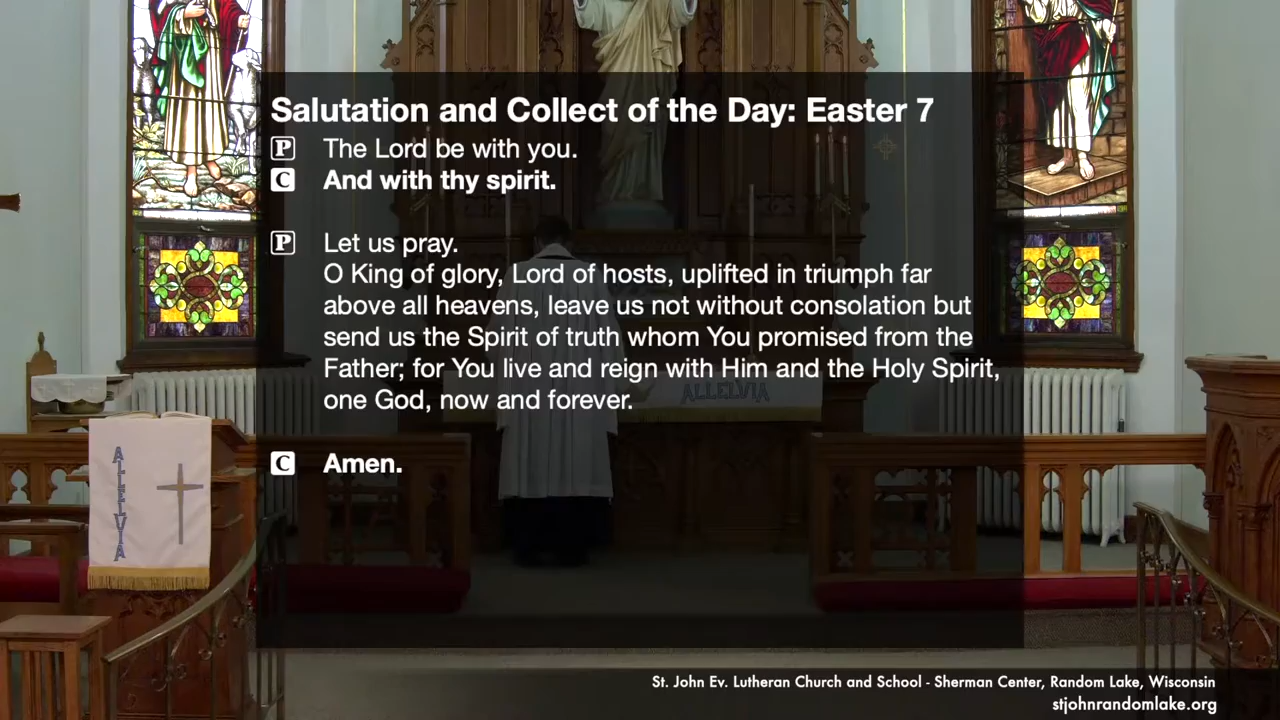 Salutation and Collect of the Day: Easter 7
P The Lord be with you.
C And with thy spirit.
P Let us pray.
O King of glory, Lord of hosts, uplifted in triumph far
above all heavens, leave us not without consolation but
send us the Spirit of truth whom You promised from the
Father; for You live and reign with Him and the Holy Spirit,
one God, now and forever.
C Amen.
ALLELVIA
ALLELVIA
St. John Ev. Lutheran Church and School - Sherman Center, Random Lake, Wisconsin
stjohnrandomlake.org